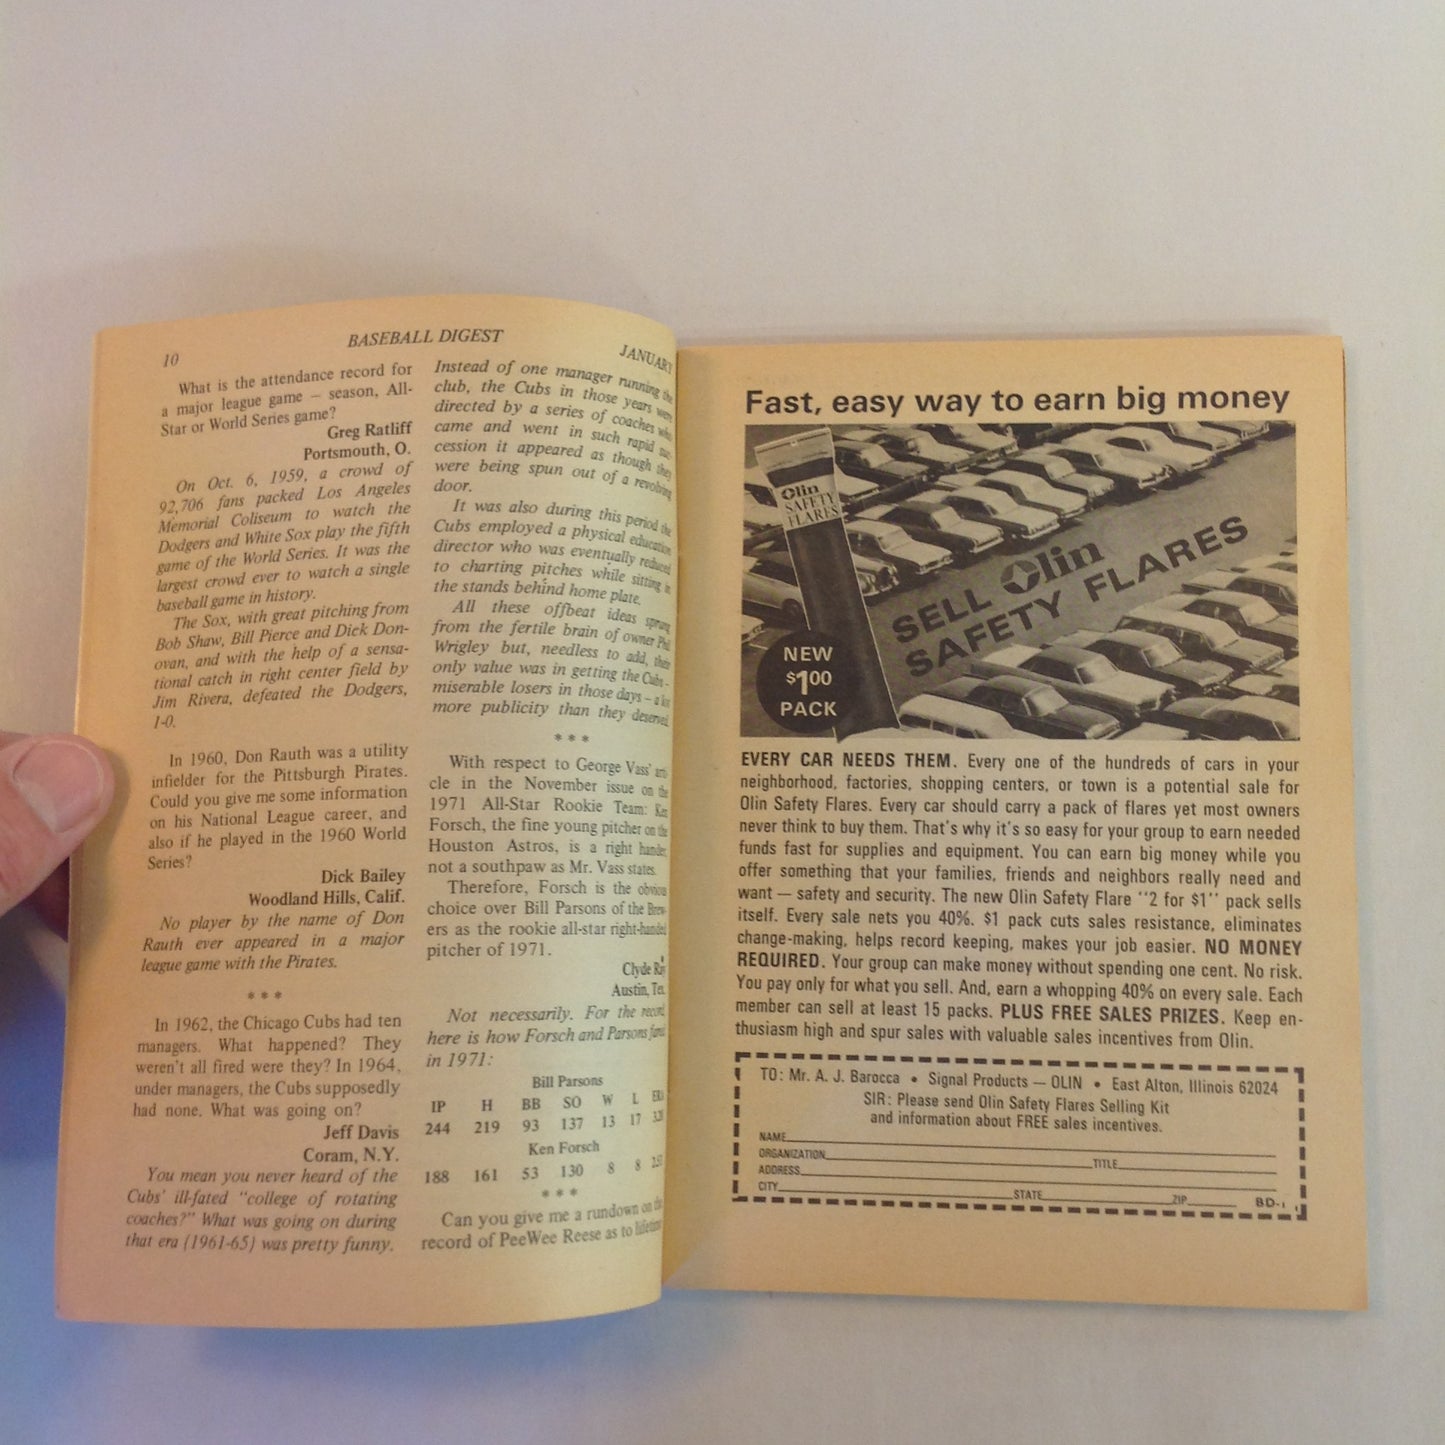 10
BASEBALL DIGEST
JANUARY
What is the attendance record for
a major league game — season, All-
Star or World Series game?
Greg Ratliff
Portsmouth, O.
On Oct. 6, 1959, a crowd of
92,706 fans packed Los Angeles
Memorial Coliseum to watch the
Dodgers and White Sox play the fifth
game of the World Series. It was the
largest crowd ever to watch a single
baseball game in history.
The Sox, with great pitching from
Bob Shaw, Bill Pierce and Dick Don-
ovan, and with the help of a sensa-
tional catch in right center field by
Jim Rivera, defeated the Dodgers,
1-0.
In 1960, Don Rauth was a utility
infielder for the Pittsburgh Pirates.
Could you give me some information
on his National League career, and
also if he played in the 1960 World
Series?
Dick Bailey
Woodland Hills, Calif.
No player by the name of Don
Rauth ever appeared in a major
league game with the Pirates.
* * *
In 1962, the Chicago Cubs had ten
managers. What happened? They
weren't all fired were they? In 1964,
under managers, the Cubs supposedly
had none. What was going on?
Jeff Davis
Coram, N.Y.
You mean you never heard of the
Cubs' ill-fated "college of rotating
coaches?" What was going on during
that era (1961-65) was pretty funny.
Instead of one manager running the
club, the Cubs in those years were
directed by a series of coaches who
came and went in such rapid suc-
cession it appeared as though they
were being spun out of a revolving
door.
It was also during this period the
Cubs employed a physical education
director who was eventually reduced
to charting pitches while sitting in
the stands behind home plate.
All these offbeat ideas sprang
from the fertile brain of owner Phil
Wrigley but, needless to add, their
only value was in getting the Cubs -
miserable losers in those days — a lot
more publicity than they deserved.
* * *
With respect to George Vass' arti-
cle in the November issue on the
1971 All-Star Rookie Team: Ken
Forsch, the fine young pitcher on the
Houston Astros, is a right hander,
not a southpaw as Mr. Vass states.
Therefore, Forsch is the obvious
choice over Bill Parsons of the Brew-
ers as the rookie all-star right-handed
pitcher of 1971.
Clyde Ray
Austin, Tex.
Not necessarily. For the record,
here is how Forsch and Parsons fared
in 1971:
Bill Parsons
IP H BB SO W L ERA
244 219 93 137 13 17 3.20
Ken Forsch
188 161 53 130 8 8
* * *
Can you give me a rundown on the
record of PeeWee Reese as to lifetime
Fast, easy way to earn big money
Olin
SAFETY
FLARES
SELL Olin
SAFETY FLARES
NEW
$1.00
PACK
EVERY CAR NEEDS THEM. Every one of the hundreds of cars in your
neighborhood, factories, shopping centers, or town is a potential sale for
Olin Safety Flares. Every car should carry a pack of flares yet most owners
never think to buy them. That's why it's so easy for your group to earn needed
funds fast for supplies and equipment. You can earn big money while you
offer something that your families, friends and neighbors really need and
want — safety and security. The new Olin Safety Flare "2 for $1" pack sells
itself. Every sale nets you 40%. $1 pack cuts sales resistance, eliminates
change-making, helps record keeping, makes your job easier. NO MONEY
REQUIRED. Your group can make money without spending one cent. No risk.
You pay only for what you sell. And, earn a whopping 40% on every sale. Each
member can sell at least 15 packs. PLUS FREE SALES PRIZES. Keep en-
thusiasm high and spur sales with valuable sales incentives from Olin.
TO: Mr. A. J. Barocca • Signal Products — OLIN • East Alton, Illinois 62024
SIR: Please send Olin Safety Flares Selling Kit
and information about FREE sales incentives.
NAME
ORGANIZATION TITLE
ADDRESS
CITY STATE ZIP BD-1